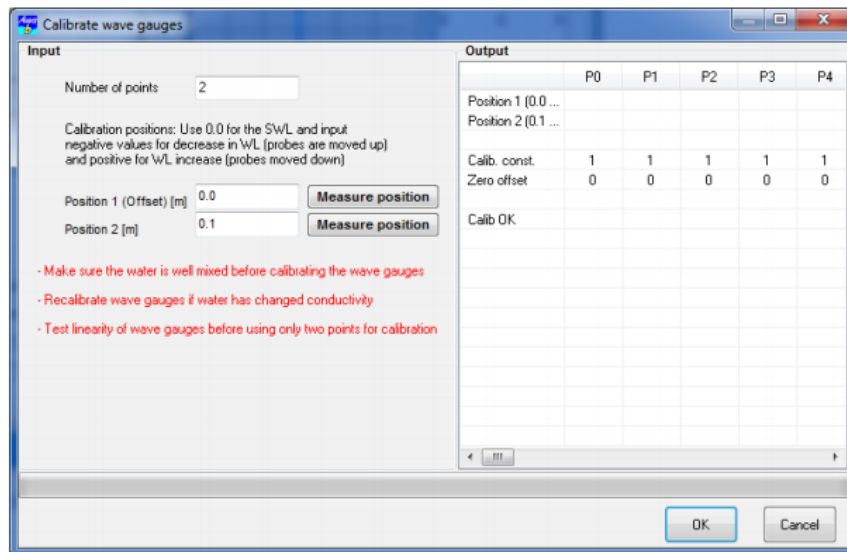 Calibrate wave gauges
Input
Number of points 2
Calibration positions: Use 0.0 for the SWL and input
negative values for decrease in WL (probes are moved up)
and positive for WL increase (probes moved down)
Position 1 (Offset) [m] 0.0 Measure position
Position 2 [m] 0.1 Measure position
- Make sure the water is well mixed before calibrating the wave gauges
- Recalibrate wave gauges if water has changed conductivity
- Test linearity of wave gauges before using only two points for calibration
Output
P0 P1 P2 P3 P4
Position 1 (0.0 ...
Position 2 (0.1 ...
Calib. const. 1 1 1 1 1
Zero offset 0 0 0 0 0
Calib OK
OK Cancel